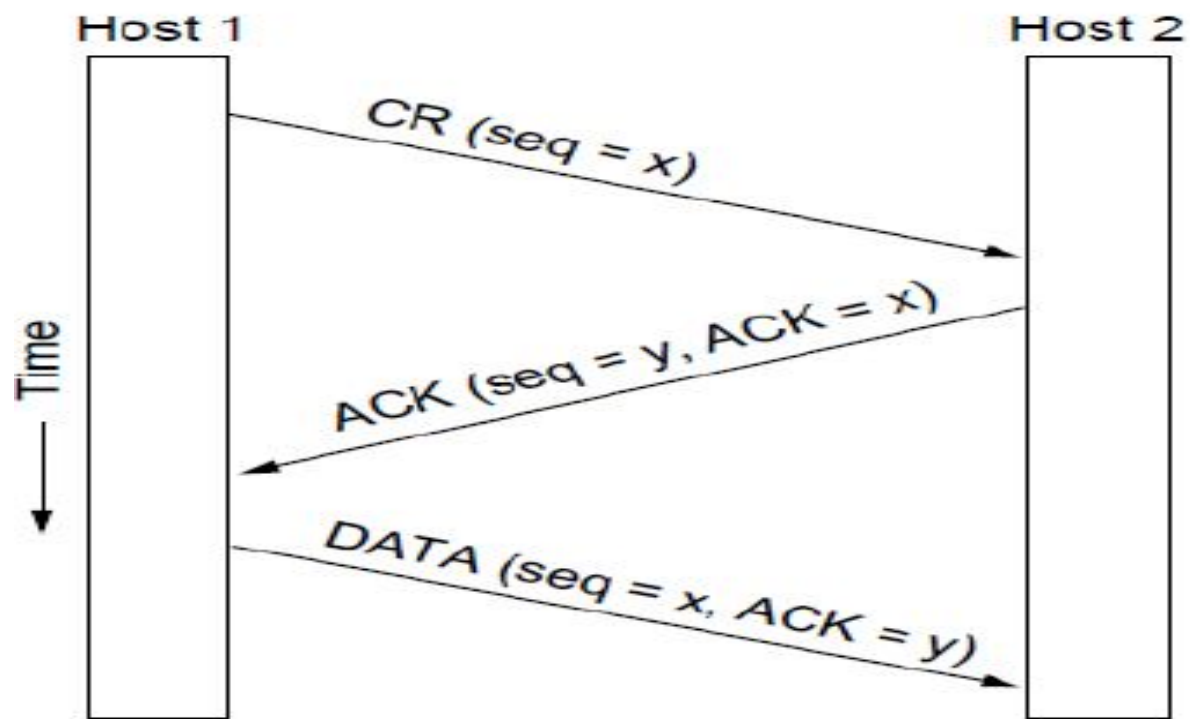 Host 1
Host 2
CR (seq = x)
ACK (seq = y, ACK = x)
Time
DATA (seq = x, ACK = y)